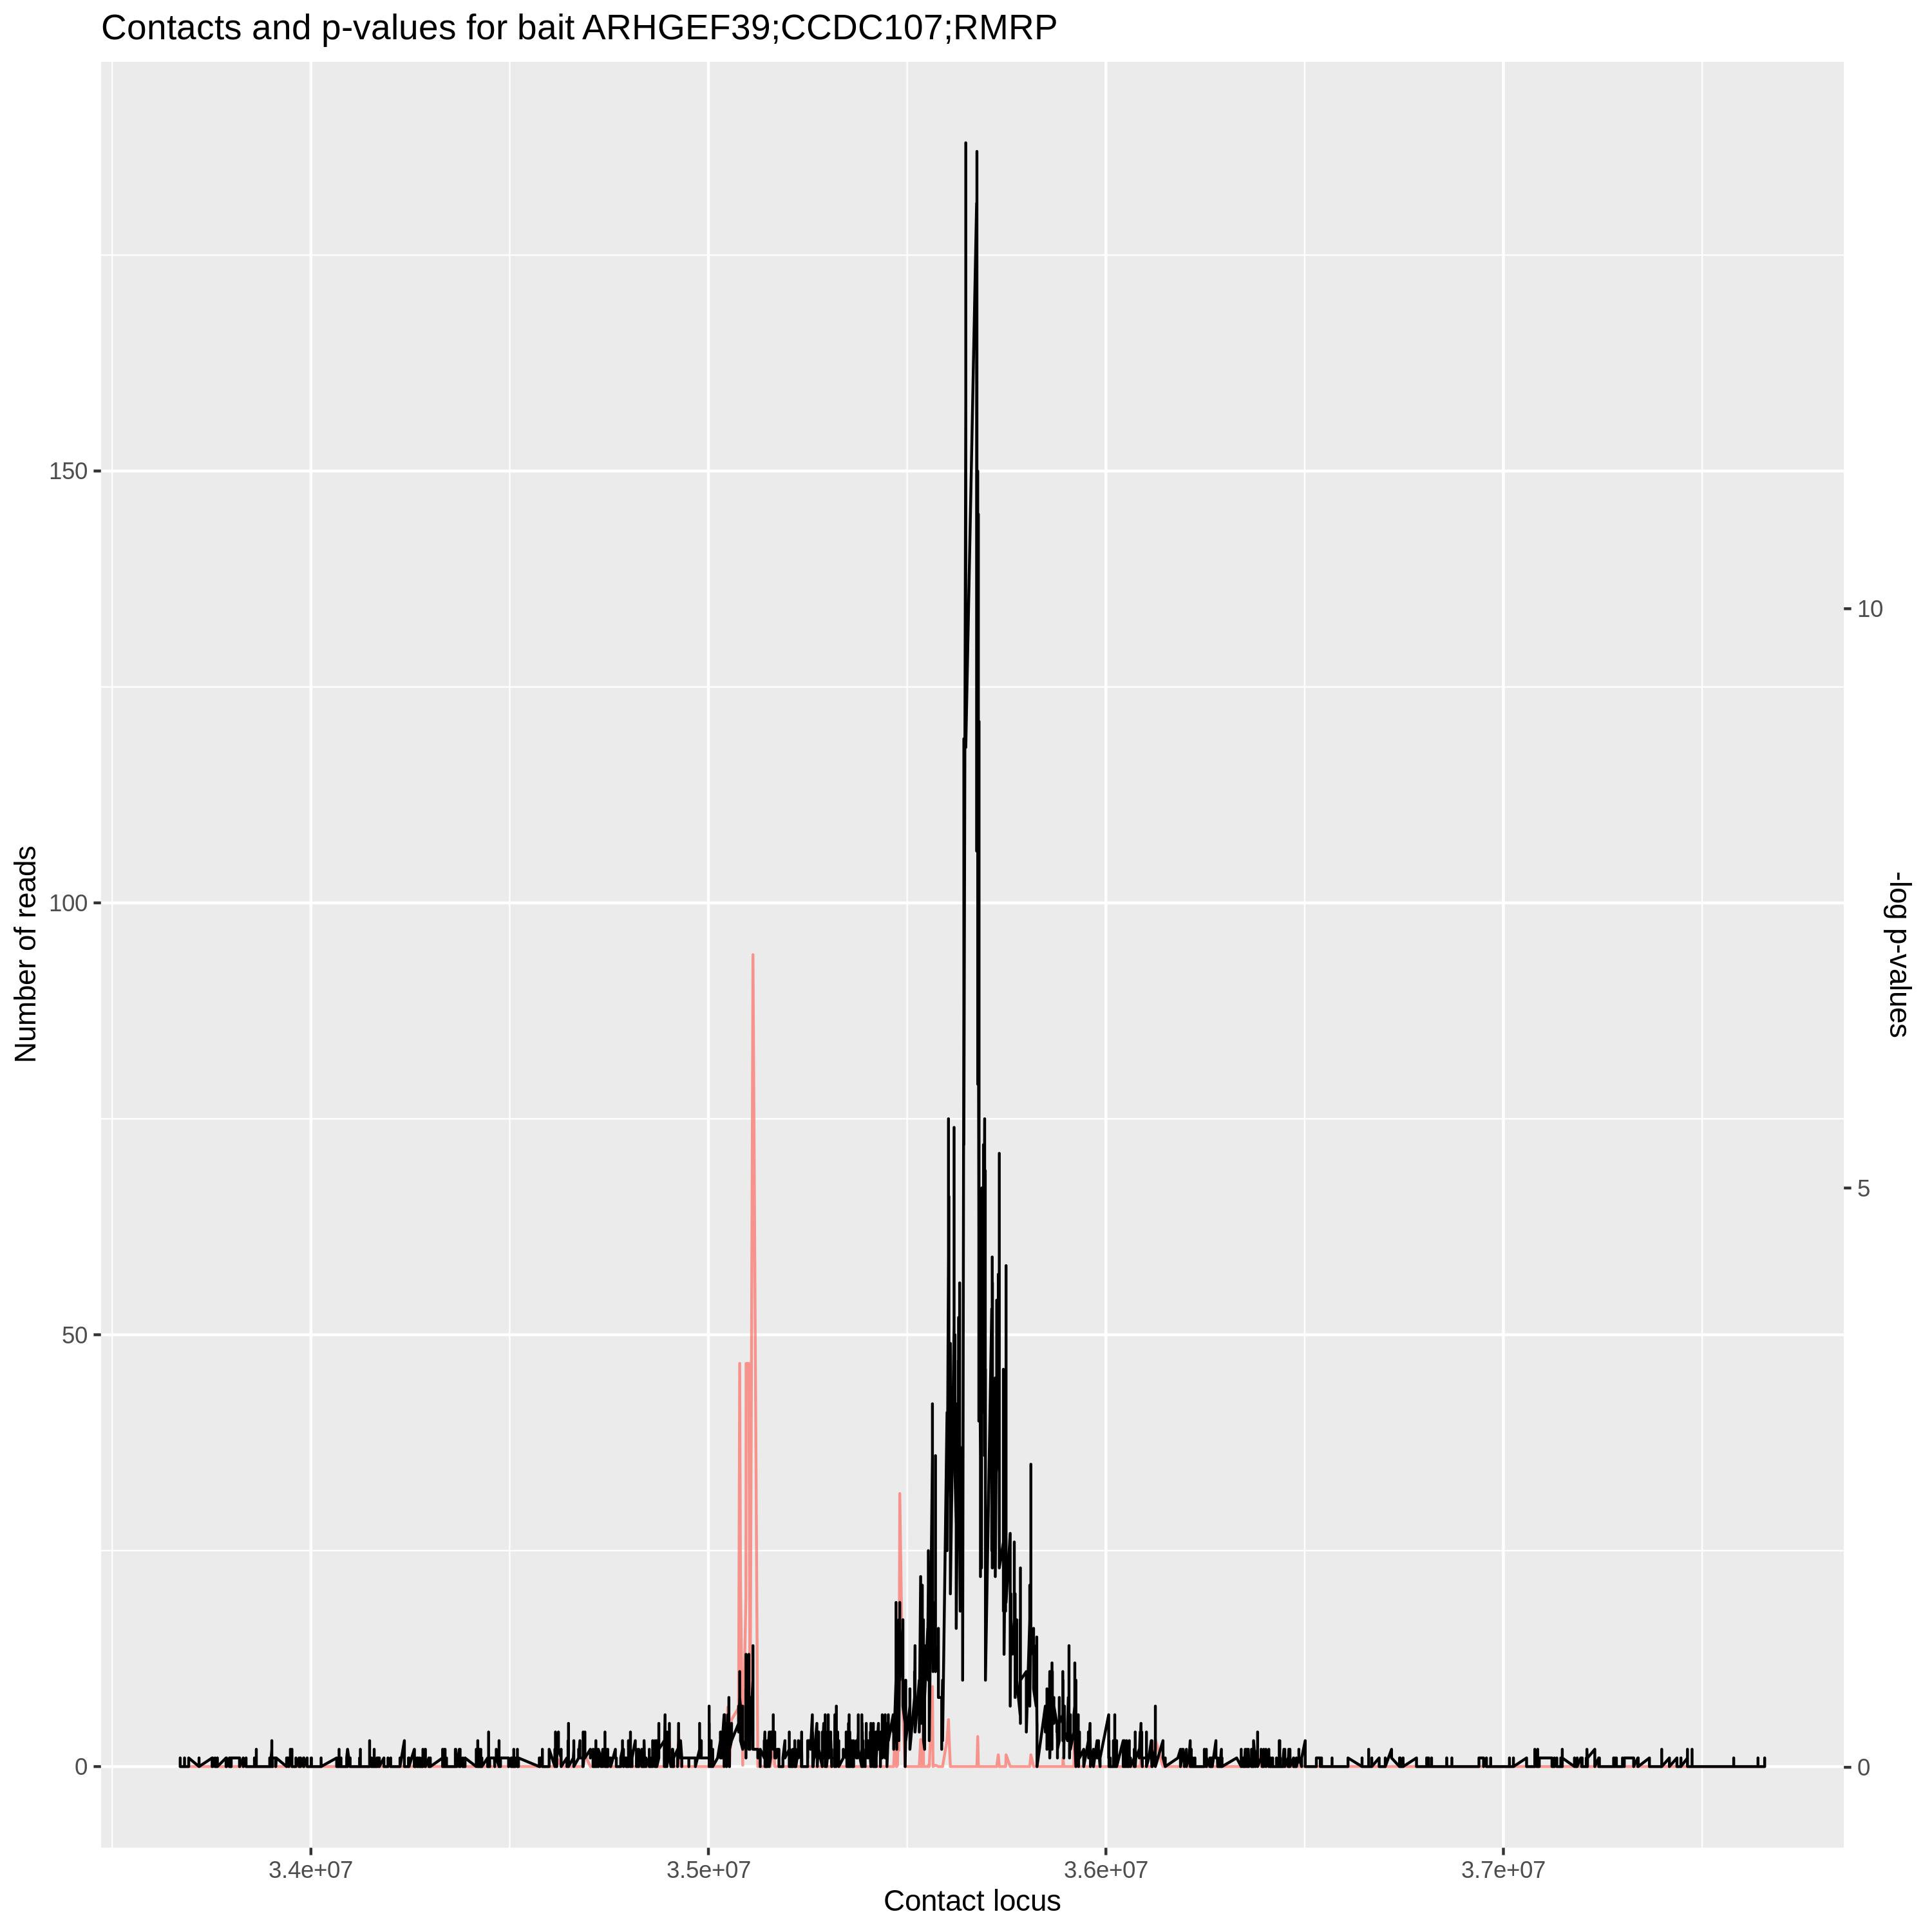 Contacts and p-values for bait ARHGEF39;CCDC107;RMRP
Number of reads
150
100
50
0
10
5
0
-log p-values
3.4e+07
3.5e+07
3.6e+07
3.7e+07
Contact locus